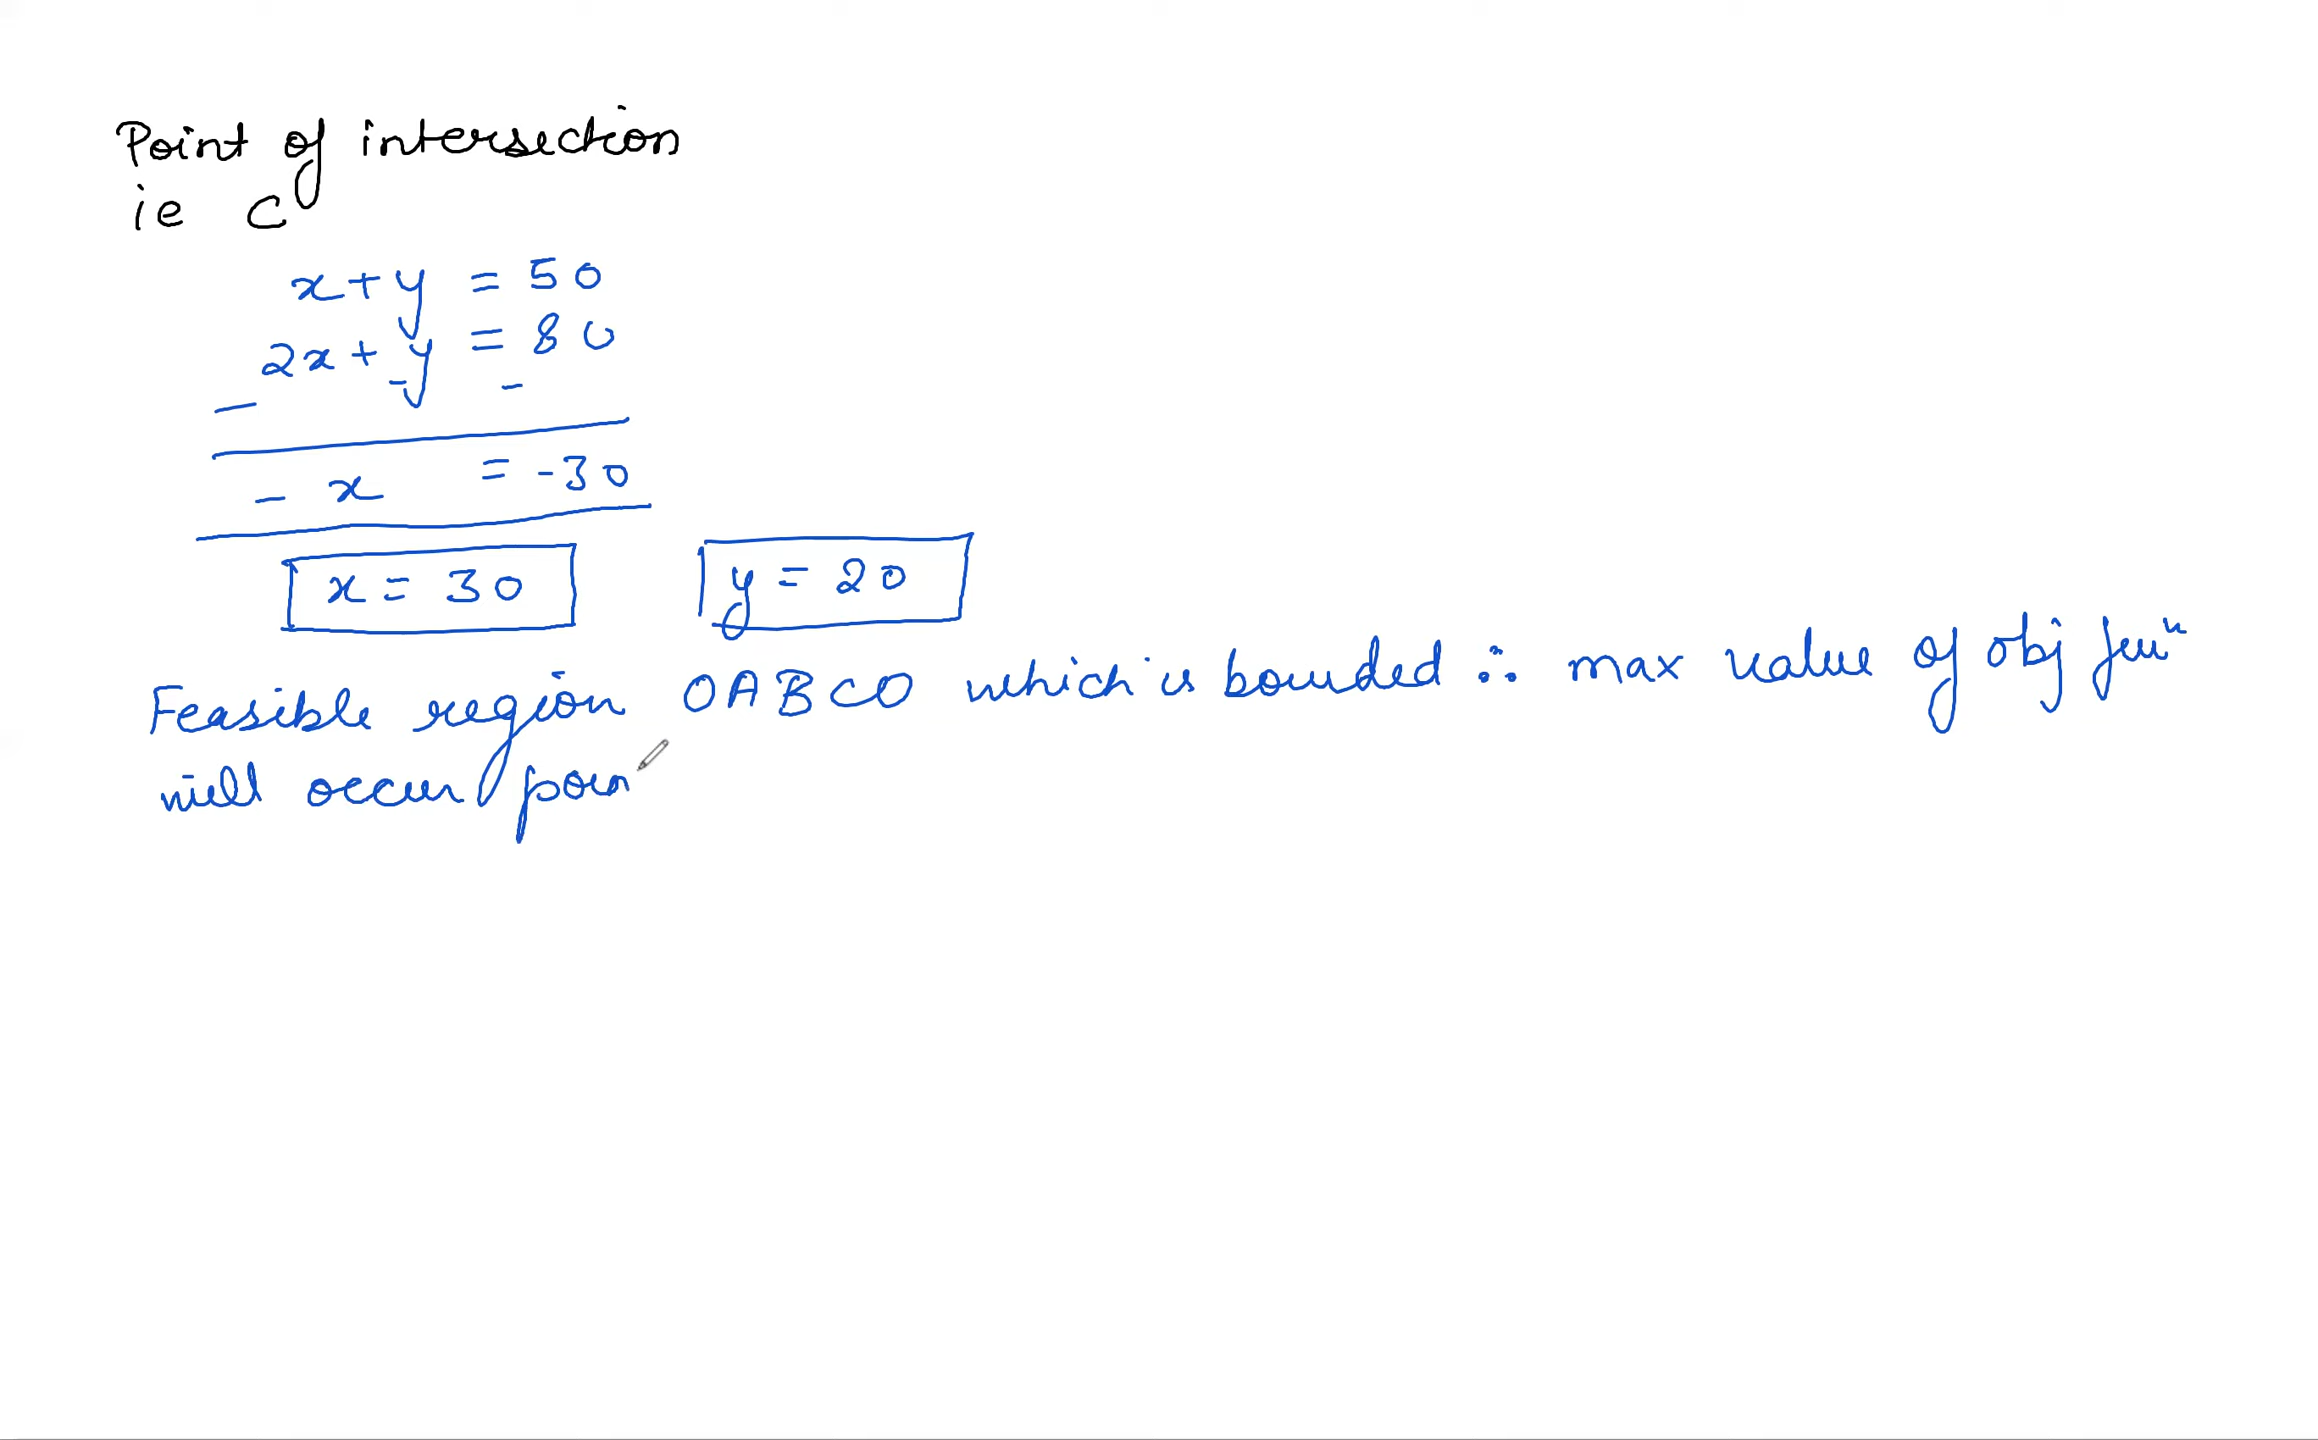 Point of intersection
ie C
x + y = 50
2x + y = 80
- - -
- x = -30
x = 30 y = 20
Feasible region OABCO which is bounded ∴ max value of obj funⁿ
will occur poin